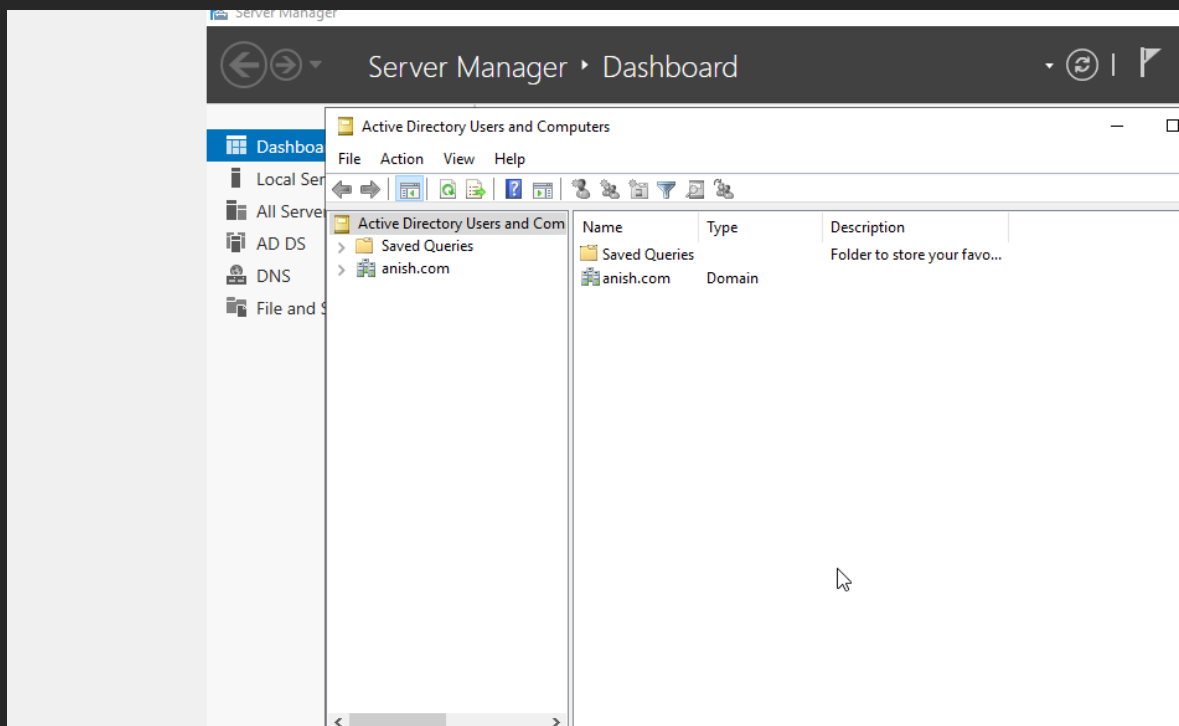 Server Manager
Server Manager Dashboard
Active Directory Users and Computers
File Action View Help
Dashboa
Local Ser
All Server
AD DS
DNS
File and S
Active Directory Users and Com
Saved Queries
anish.com
Name Type Description
Saved Queries Folder to store your favo...
anish.com Domain